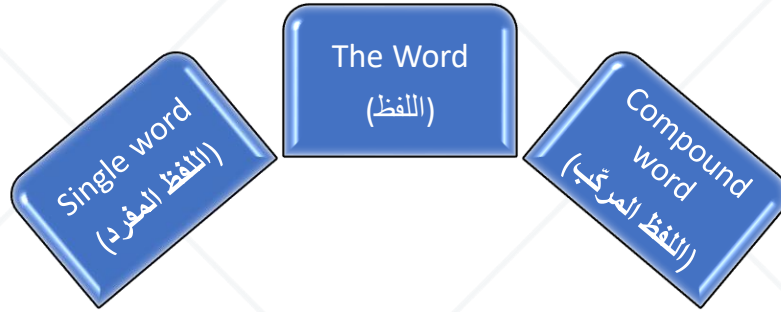 The Word
(اللفظ)
Single word
(اللفظ المفرد)
Compound
word
(اللفظ المركّب)